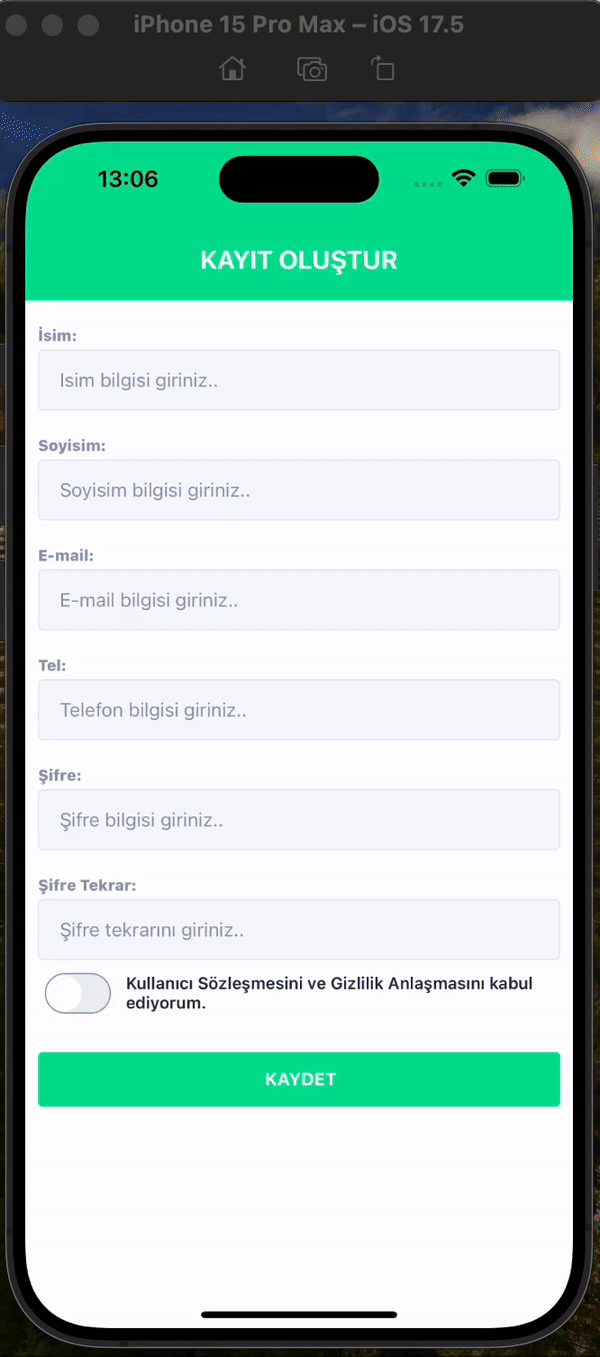 iPhone 15 Pro Max – iOS 17.5
13:06
KAYIT OLUŞTUR
İsim:
Isim bilgisi giriniz..
Soyisim:
Soyisim bilgisi giriniz..
E-mail:
E-mail bilgisi giriniz..
Tel:
Telefon bilgisi giriniz..
Şifre:
Şifre bilgisi giriniz..
Şifre Tekrar:
Şifre tekrarını giriniz..
Kullanıcı Sözleşmesini ve Gizlilik Anlaşmasını kabul
ediyorum.
KAYDET